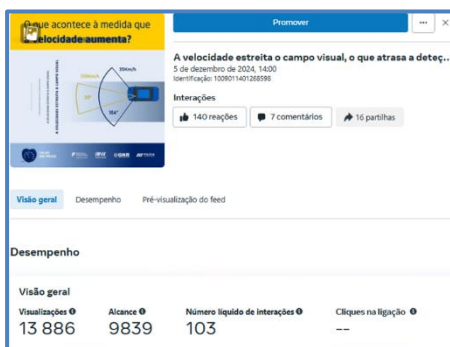 O que acontece à medida que
a velocidade aumenta?
Promover
A velocidade estreita o campo visual, o que atrasa a deteç...
5 de dezembro de 2024, 14:00
Identificação: 1009011401268598
Interações
140 reações
7 comentários
16 partilhas
Visão geral
Desempenho
Pré-visualização do feed
Desempenho
Visão geral
Visualizações
Alcance
Número líquido de interações
Cliques na ligação
13 886
9839
103
--